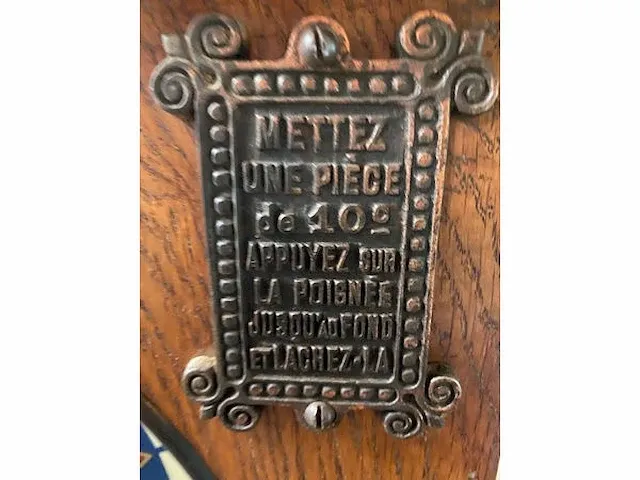 METTEZ
UNE PIÈCE
de 10c
APPUYEZ SUR
LA POIGNÉE
JUSQU'AU FOND
ET LACHEZ-LA